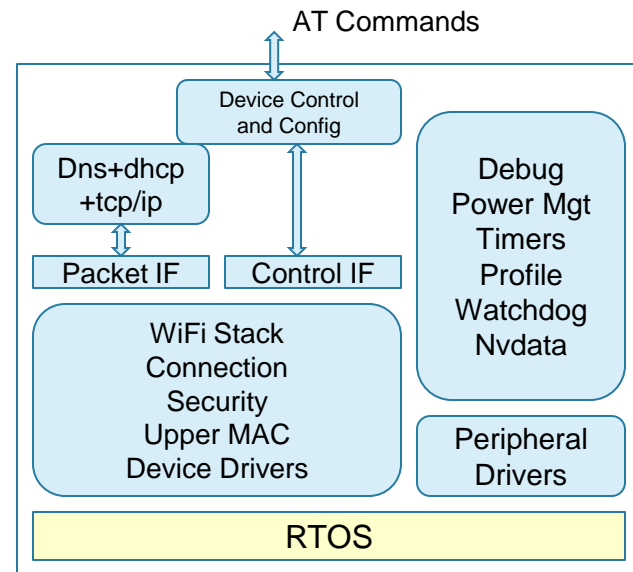 AT Commands
Device Control
and Config
Dns+dhcp
+tcp/ip
Packet IF
Control IF
WiFi Stack
Connection
Security
Upper MAC
Device Drivers
Debug
Power Mgt
Timers
Profile
Watchdog
Nvdata
Peripheral
Drivers
RTOS